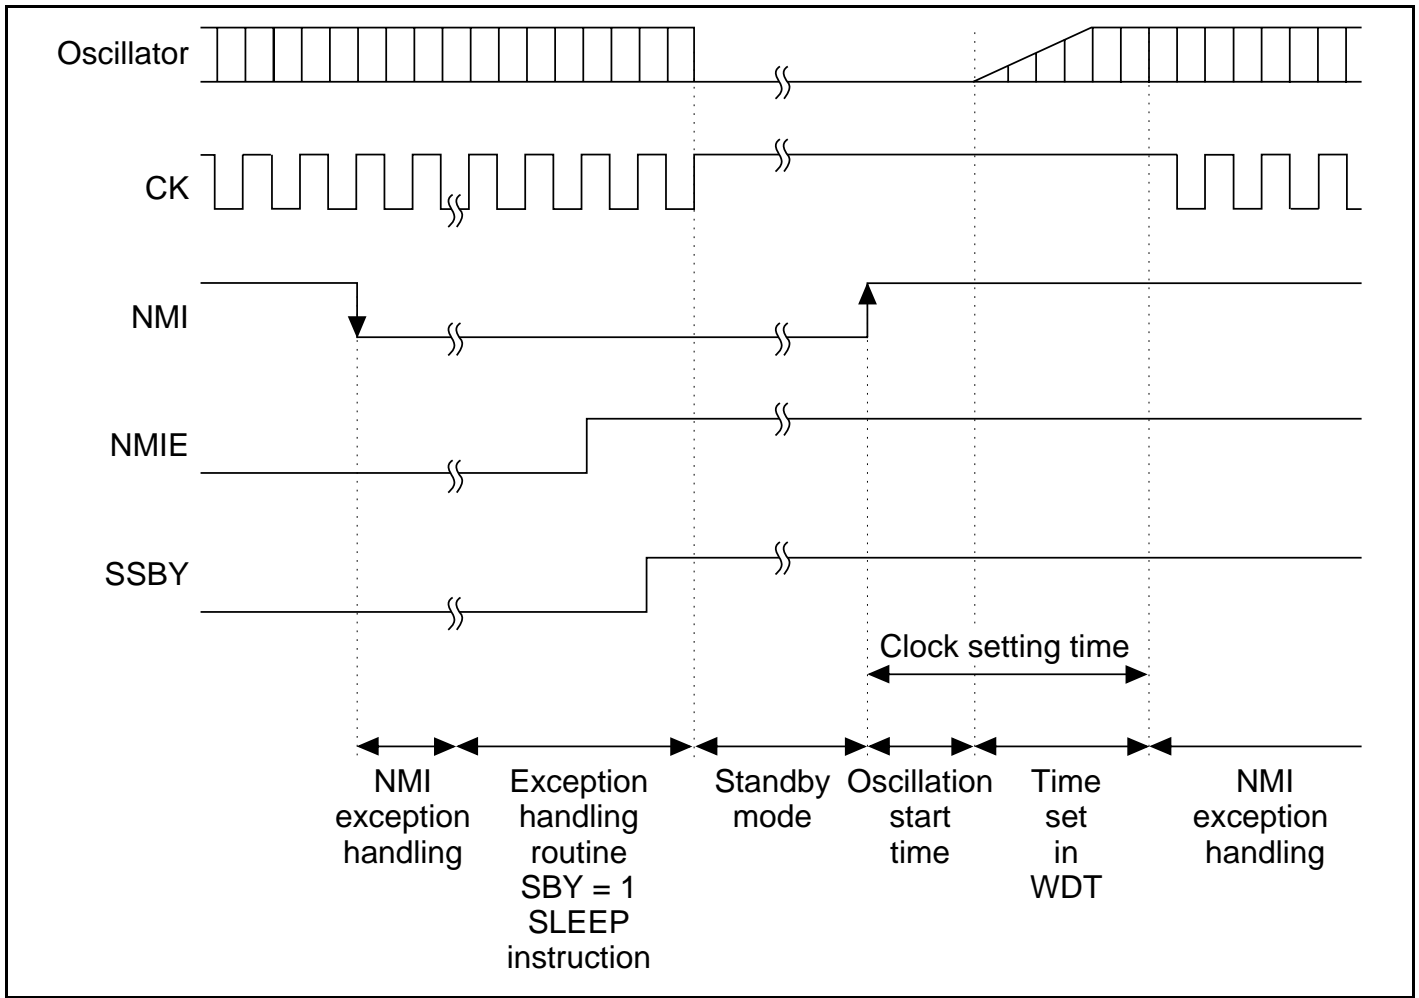 Oscillator
CK
NMI
NMIE
SSBY
Clock setting time
NMI
exception
handling
Exception
handling
routine
SBY = 1
SLEEP
instruction
Standby
mode
Oscillation
start
time
Time
set
in
WDT
NMI
exception
handling